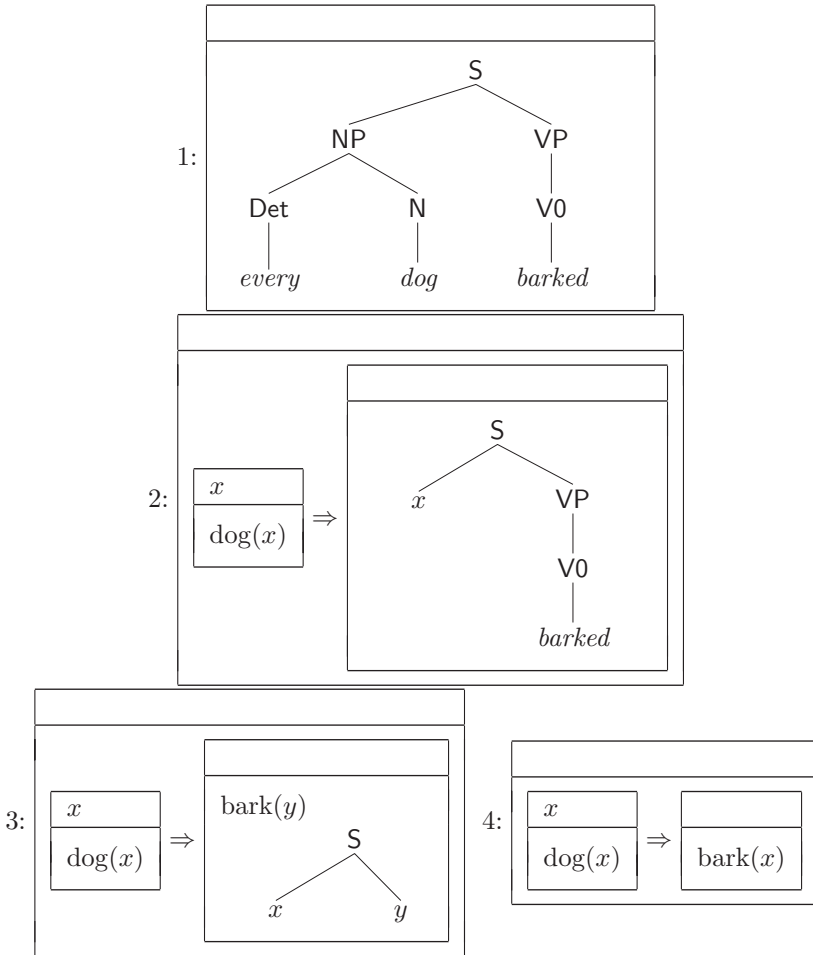 S
NP VP
1:
Det N V0
every dog barked
S
x
2: x VP
dog(x) ⇒
V0
barked
x bark(y)
3: ⇒ S
dog(x)
x y
x
4: ⇒
dog(x) bark(x)